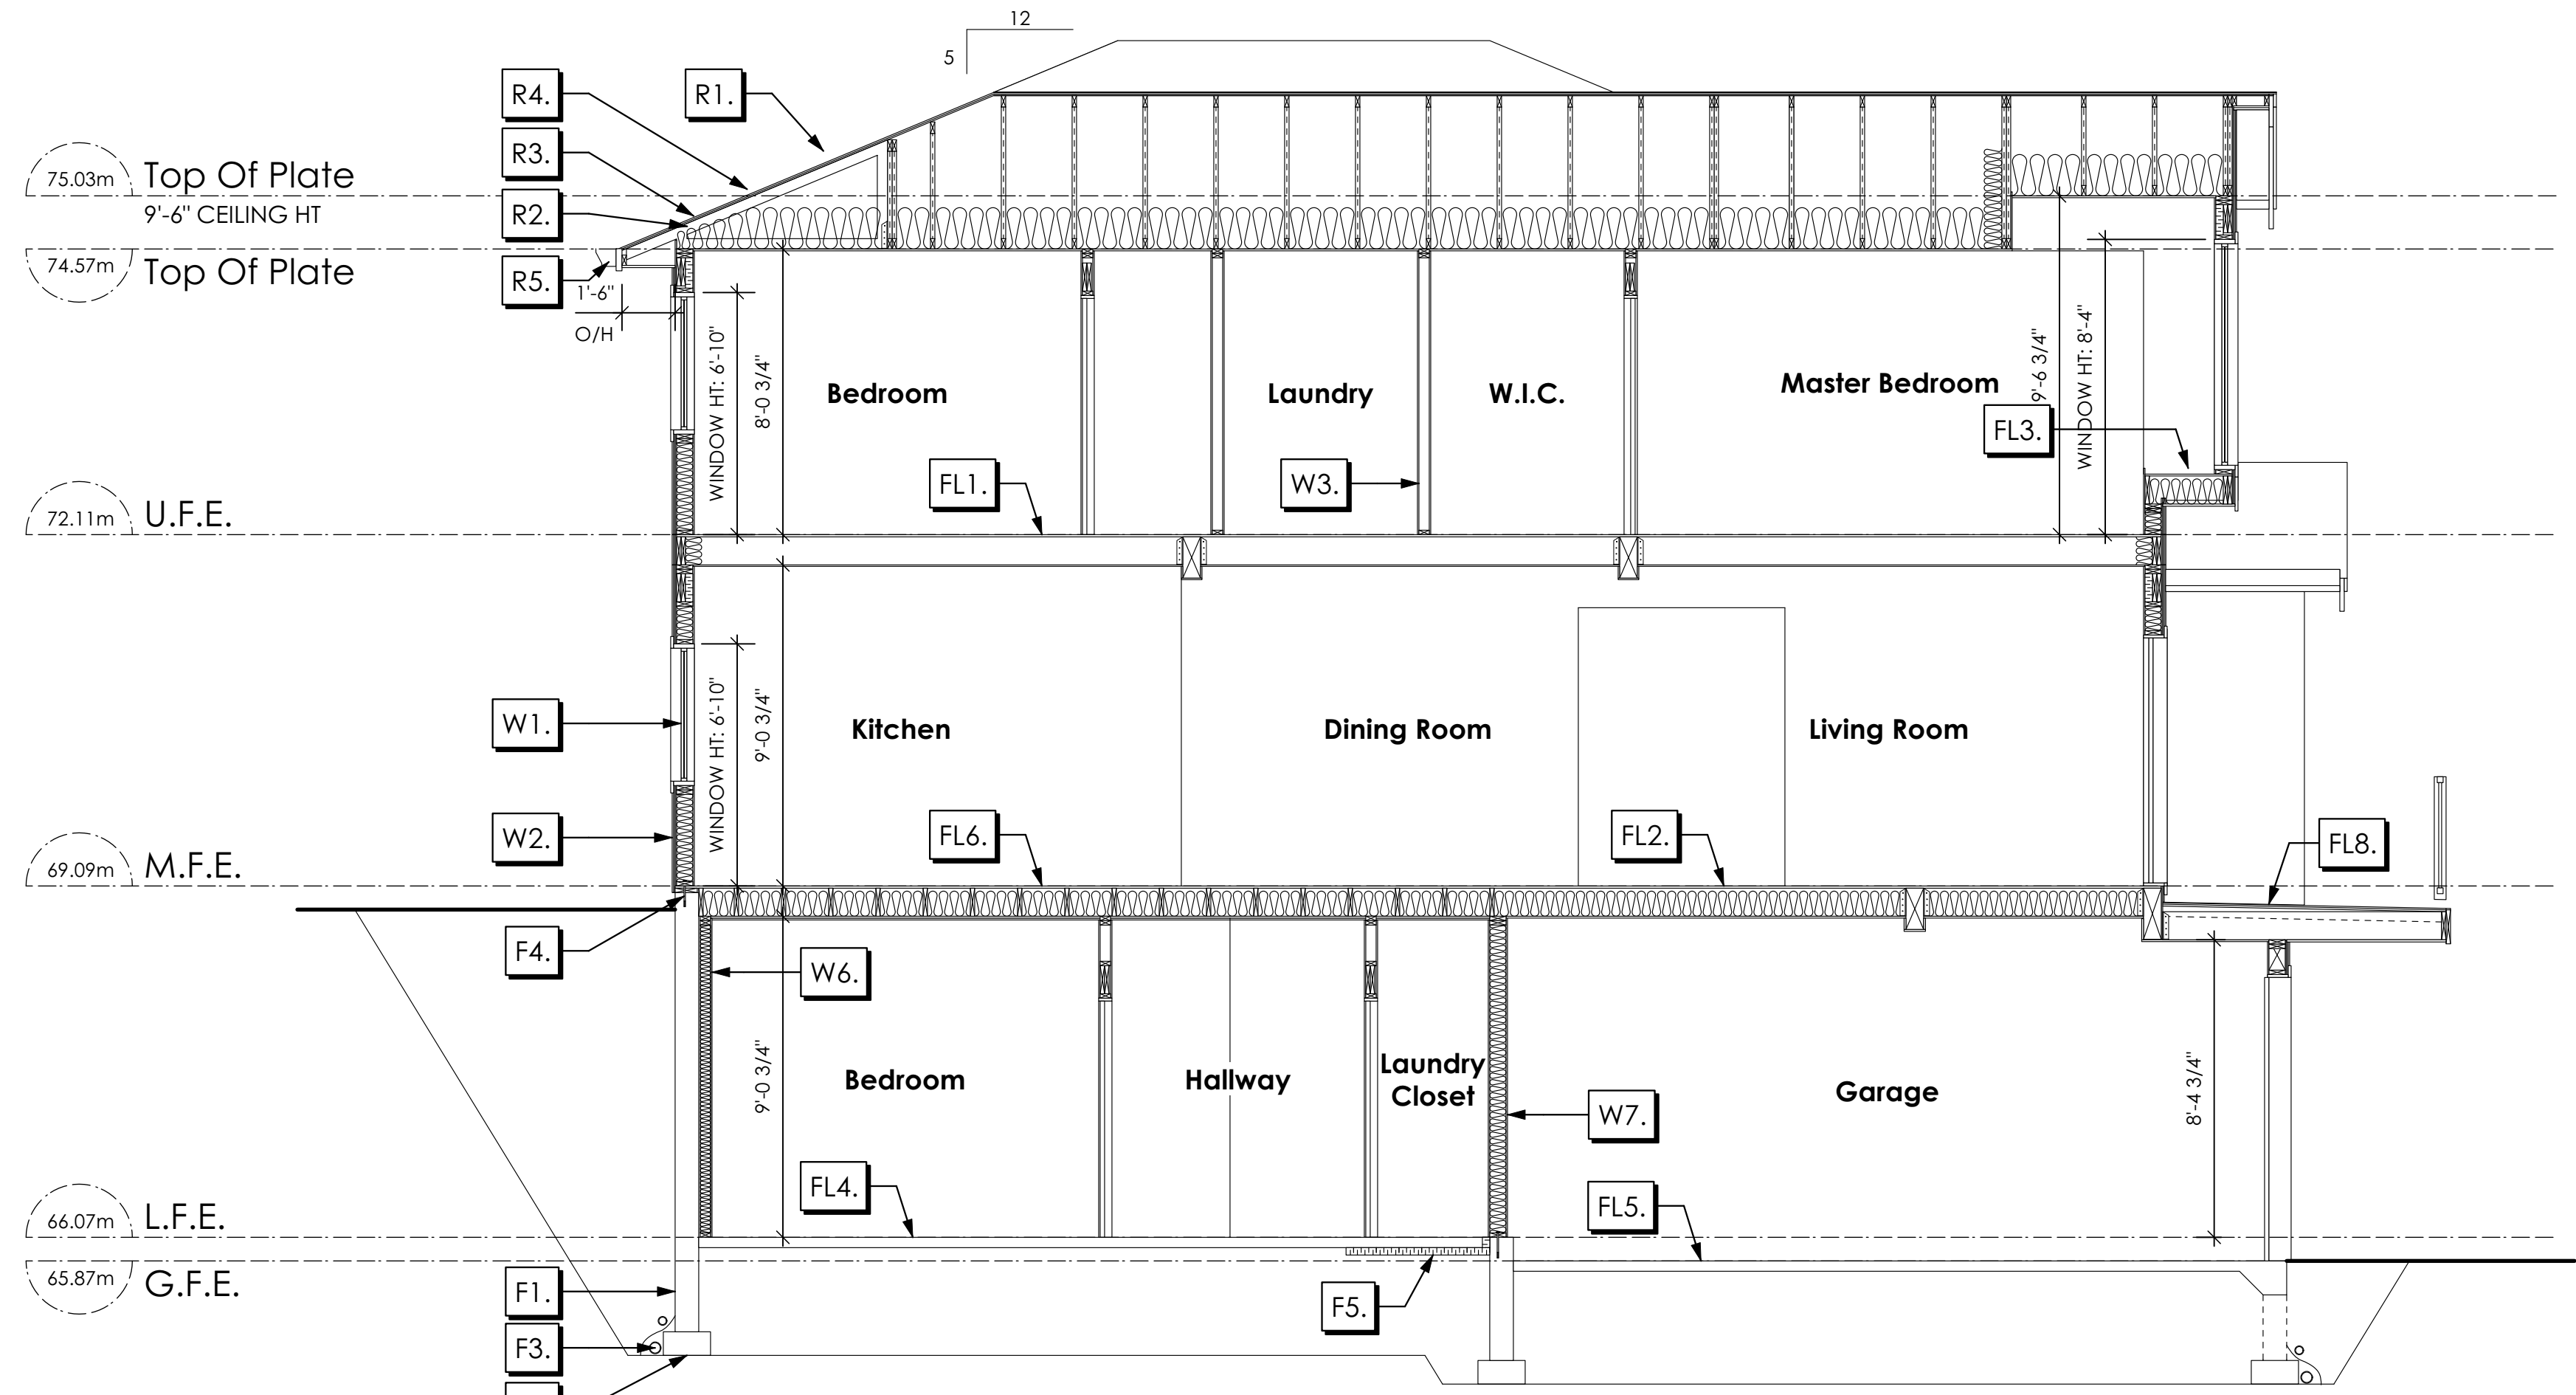 12
5
R4.
R1.
R3.
75.03m
Top Of Plate
9'-6" CEILING HT
R2.
74.57m
Top Of Plate
R5.
1'-6"
O/H
WINDOW HT: 6'-10"
8'-0 3/4"
Bedroom
Laundry
W.I.C.
Master Bedroom
9'-6 3/4"
WINDOW HT: 8'-4"
FL3.
FL1.
W3.
72.11m
U.F.E.
W1.
WINDOW HT: 6'-10"
9'-0 3/4"
Kitchen
Dining Room
Living Room
W2.
FL6.
FL2.
FL8.
69.09m
M.F.E.
F4.
W6.
9'-0 3/4"
Bedroom
Hallway
Laundry
Closet
W7.
Garage
8'-4 3/4"
FL4.
FL5.
66.07m
L.F.E.
65.87m
G.F.E.
F1.
F5.
F3.